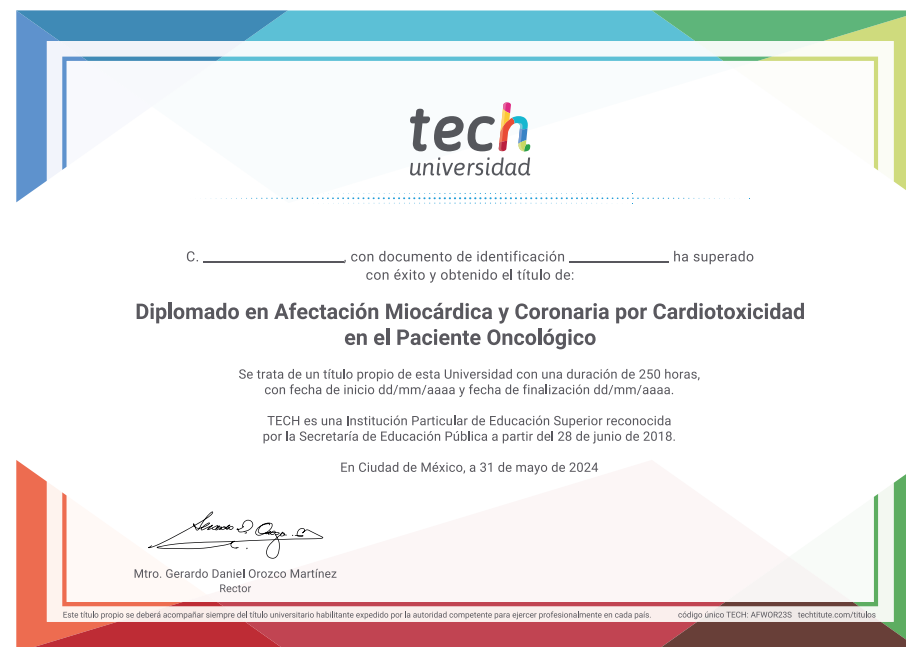 tech
universidad
C. ____________, con documento de identificación ____________ ha superado
con éxito y obtenido el título de:
Diplomado en Afectación Miocárdica y Coronaria por Cardiotoxicidad
en el Paciente Oncológico
Se trata de un título propio de esta Universidad con una duración de 250 horas,
con fecha de inicio dd/mm/aaaa y fecha de finalización dd/mm/aaaa.
TECH es una Institución Particular de Educación Superior reconocida
por la Secretaría de Educación Pública a partir del 28 de junio de 2018.
En Ciudad de México, a 31 de mayo de 2024
Mtro. Gerardo Daniel Orozco Martínez
Rector
Este título propio se deberá acompañar siempre del título universitario habilitante expedido por la autoridad competente para ejercer profesionalmente en cada país. código único TECH: AFWOR23S techtitute.com/títulos